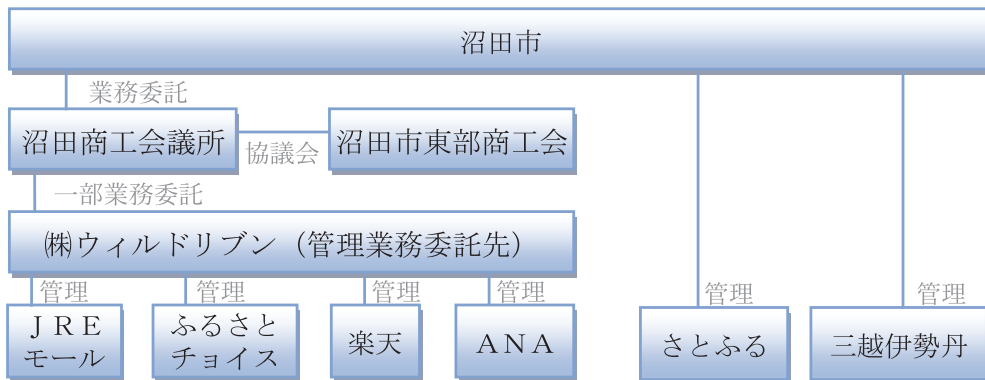 沼田市
業務委託
沼田商工会議所
協議会
沼田市東部商工会
一部業務委託
㈱ウィルドリブン（管理業務委託先）
管理
管理
管理
管理
管理
管理
ＪＲＥ
モール
ふるさと
チョイス
楽天
ＡＮＡ
さとふる
三越伊勢丹